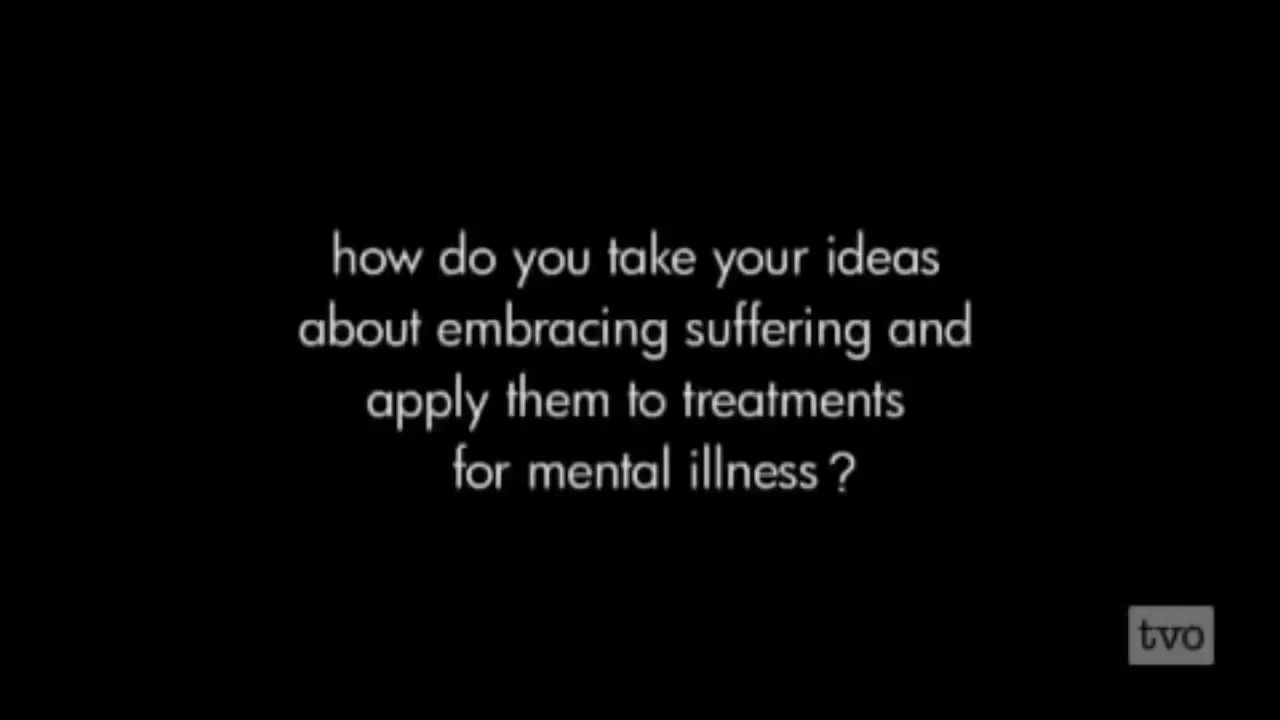 how do you take your ideas
about embracing suffering and
apply them to treatments
for mental illness ?
tvo